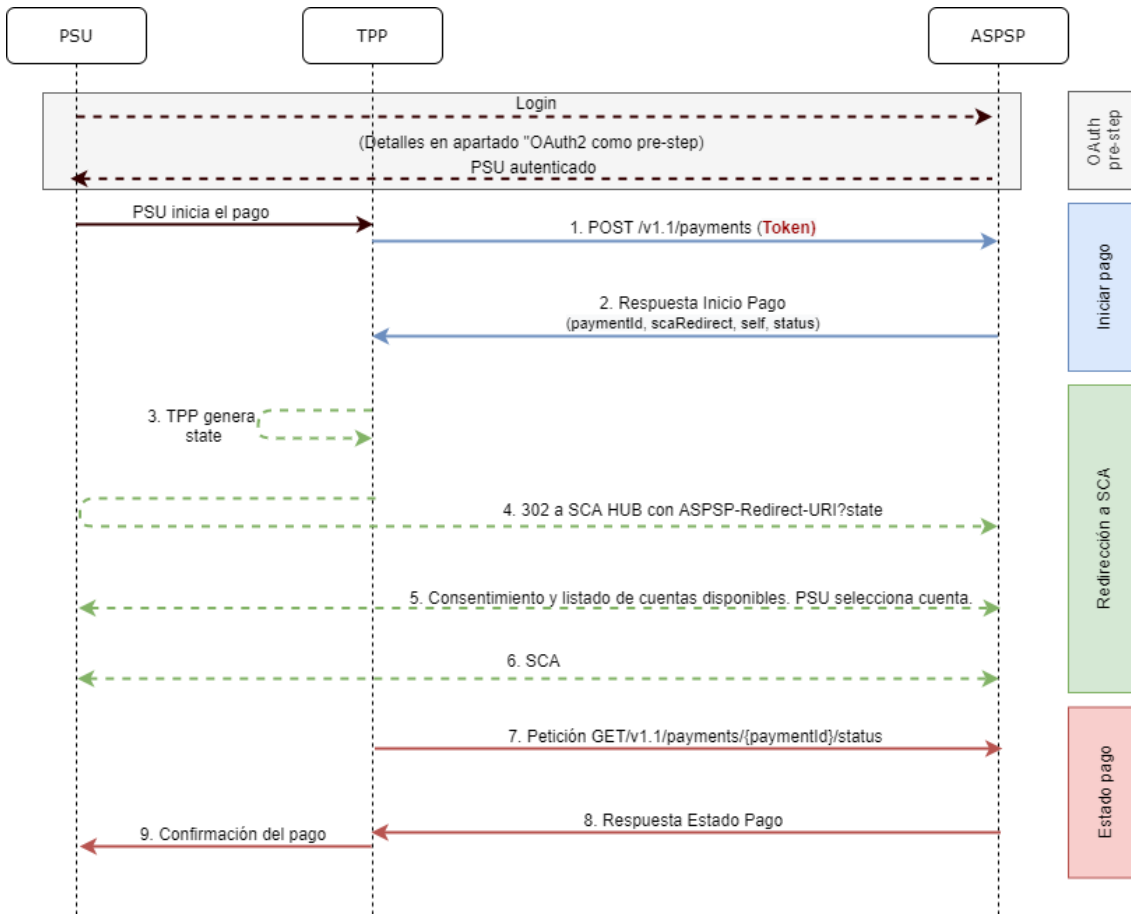 PSU
TPP
ASPSP
Login
(Detalles en apartado "OAuth2 como pre-step)
PSU autenticado
OAuth
pre-step
PSU inicia el pago
1. POST /v1.1/payments (Token)
2. Respuesta Inicio Pago
(paymentId, scaRedirect, self, status)
Iniciar pago
3. TPP genera
state
4. 302 a SCA HUB con ASPSP-Redirect-URI?state
5. Consentimiento y listado de cuentas disponibles. PSU selecciona cuenta.
6. SCA
Redirección a SCA
7. Petición GET/v1.1/payments/{paymentId}/status
8. Respuesta Estado Pago
9. Confirmación del pago
Estado pago